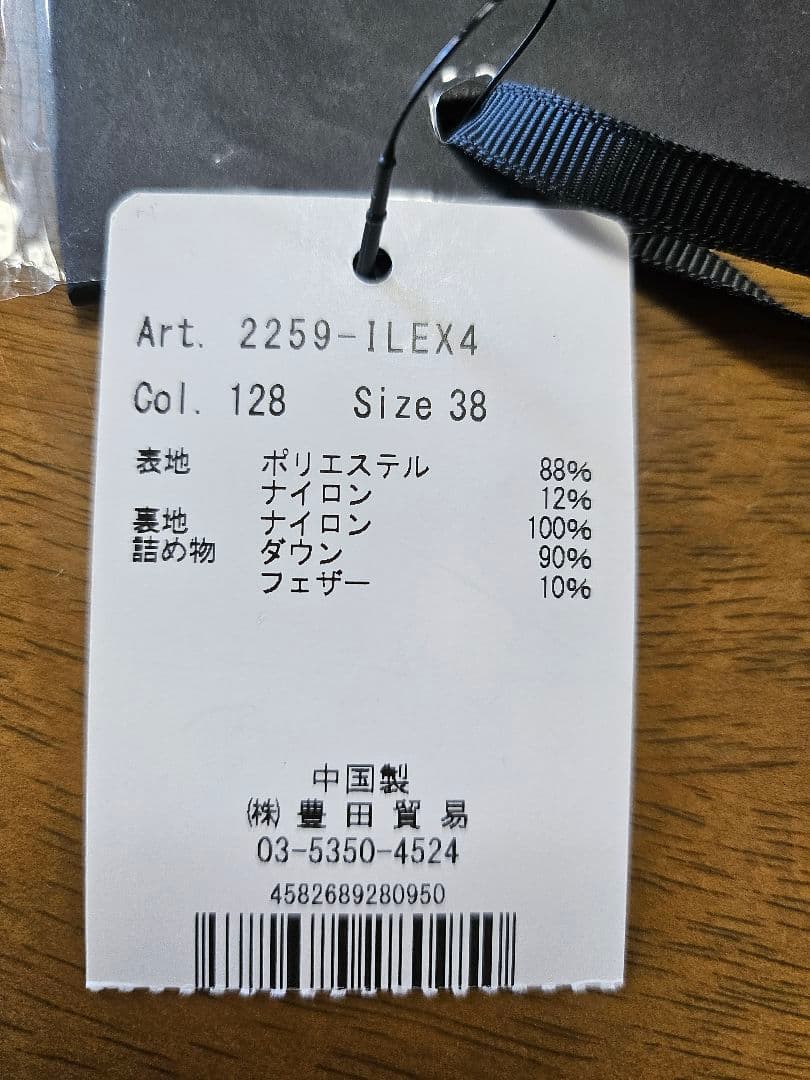 Art. 2259-ILEX4
Col. 128 Size 38
表地 ポリエステル 88%
ナイロン 12%
裏地 ナイロン 100%
詰め物 ダウン 90%
フェザー 10%
中国製
㈱ 豊田貿易
03-5350-4524
4582689280950